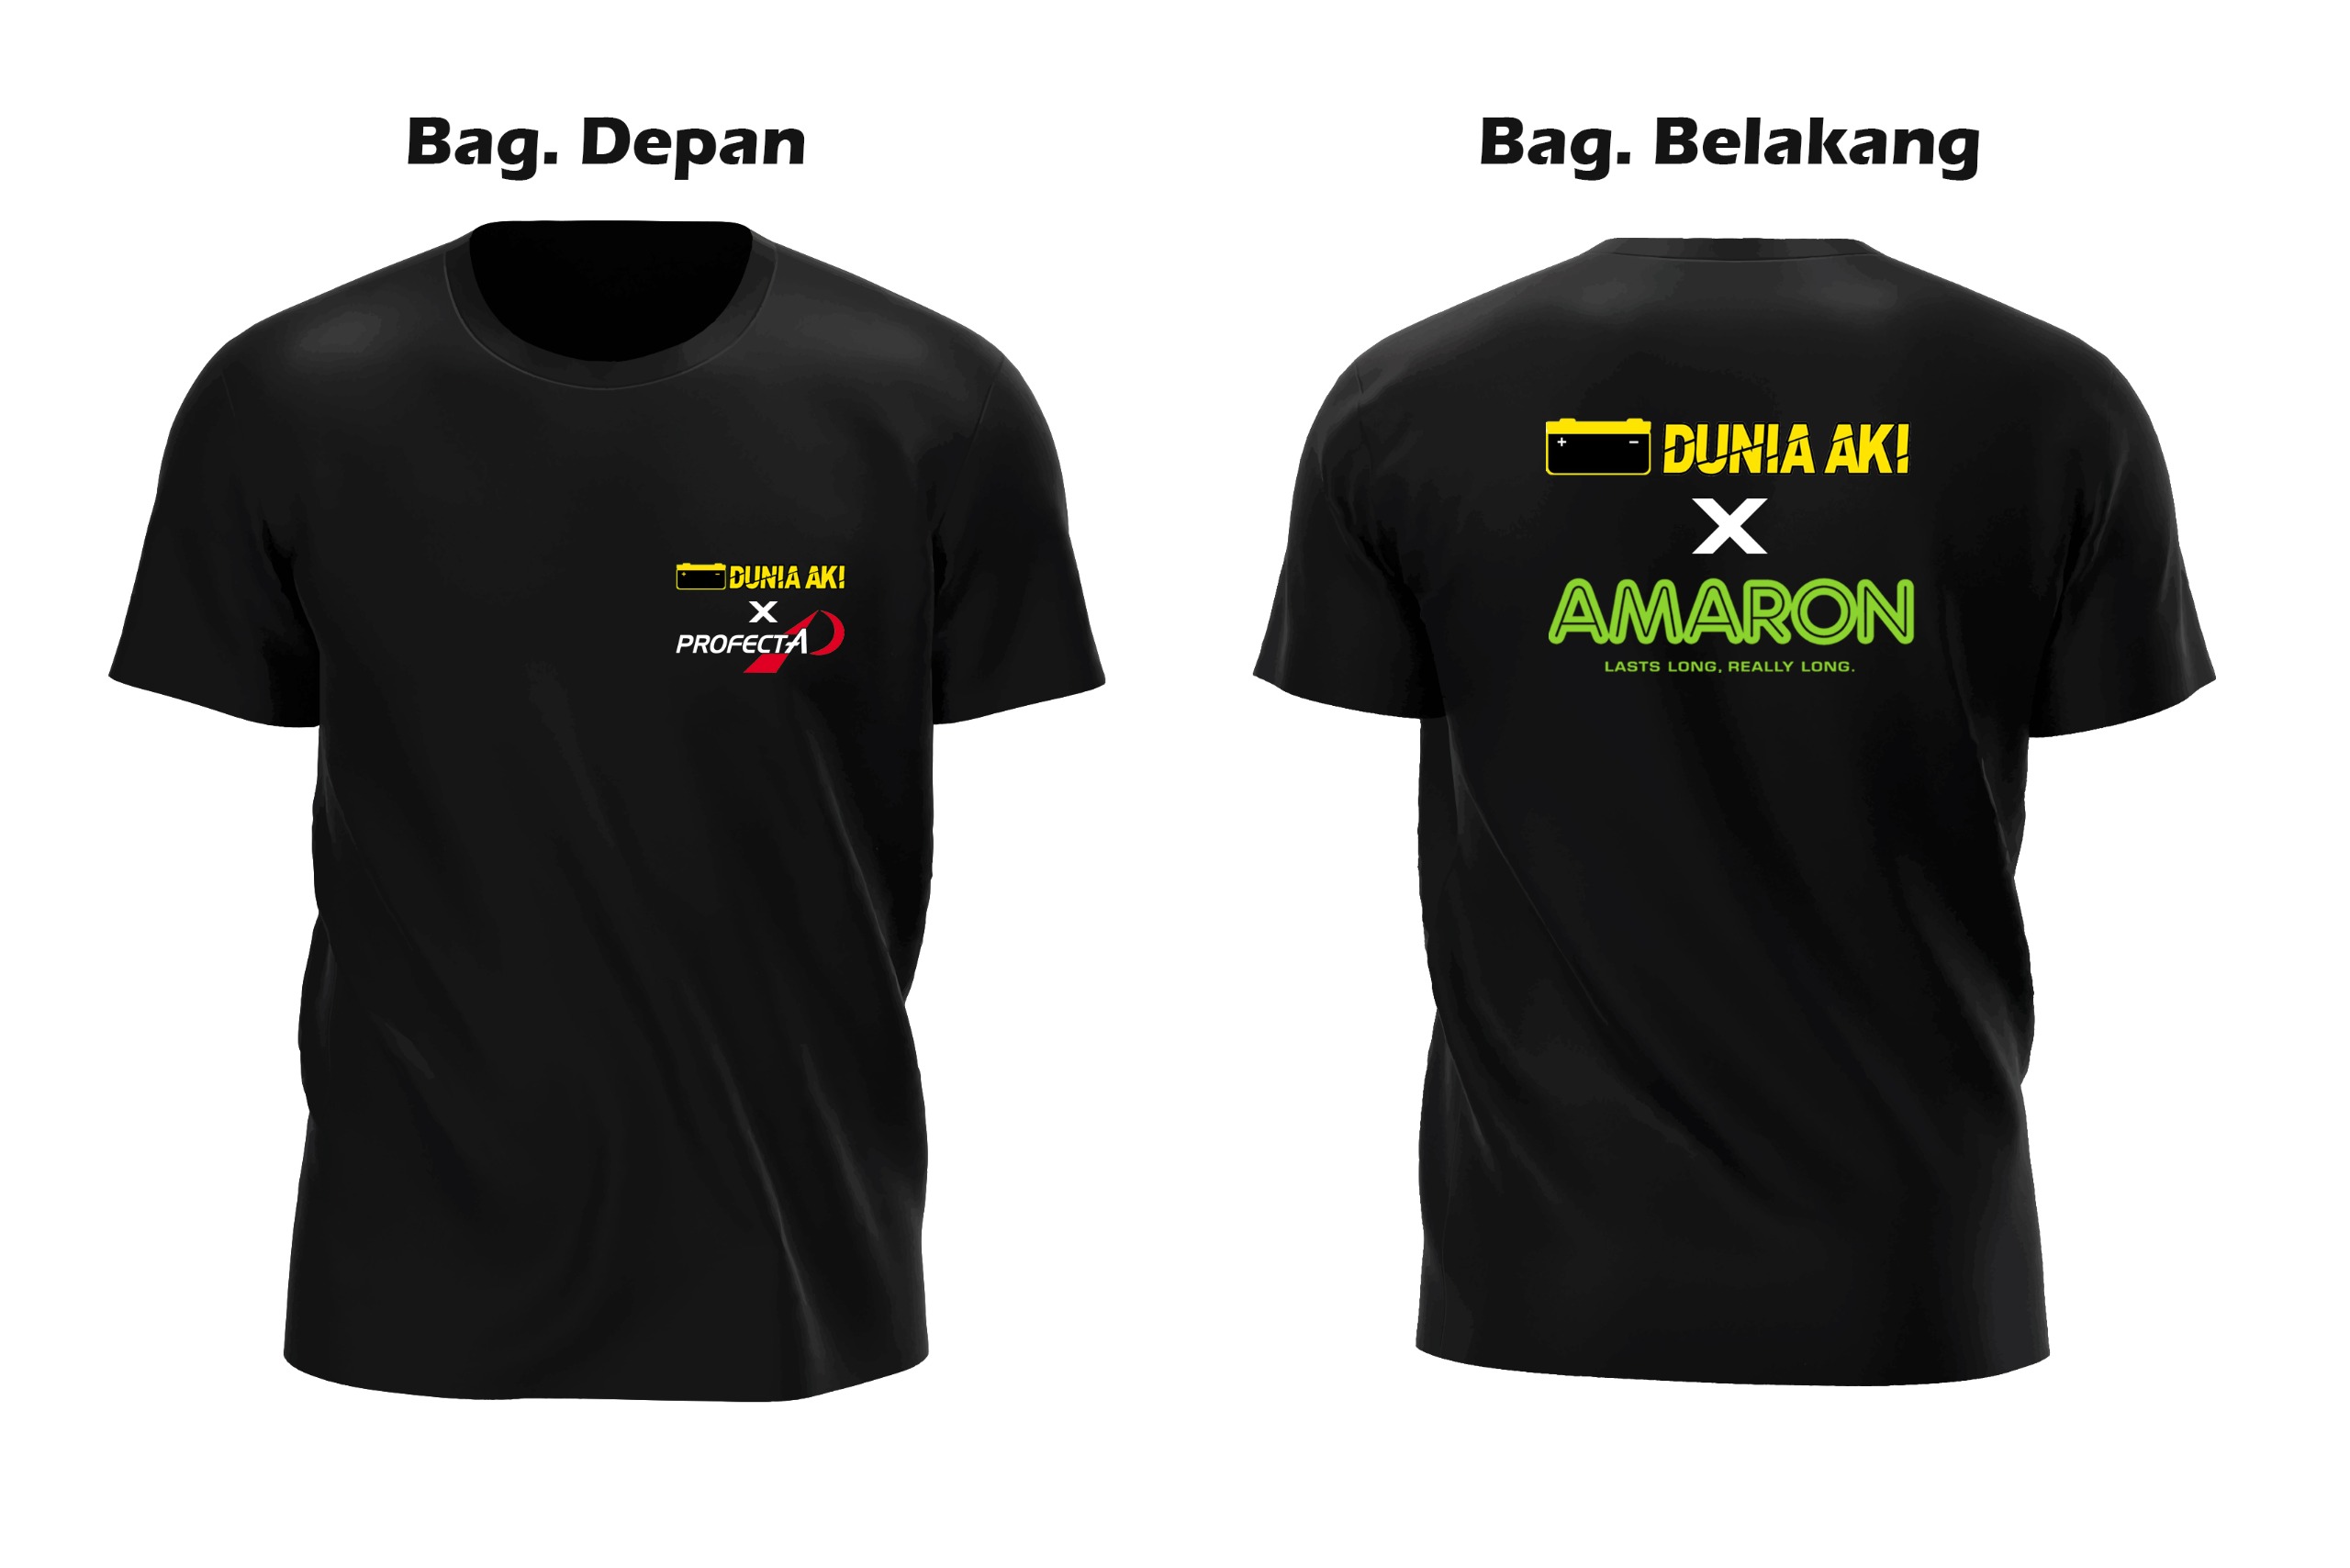 Bag. Depan
DUNIA AKI
X
PROFECTA
Bag. Belakang
+ -
DUNIA AKI
X
AMARON
LASTS LONG, REALLY LONG.